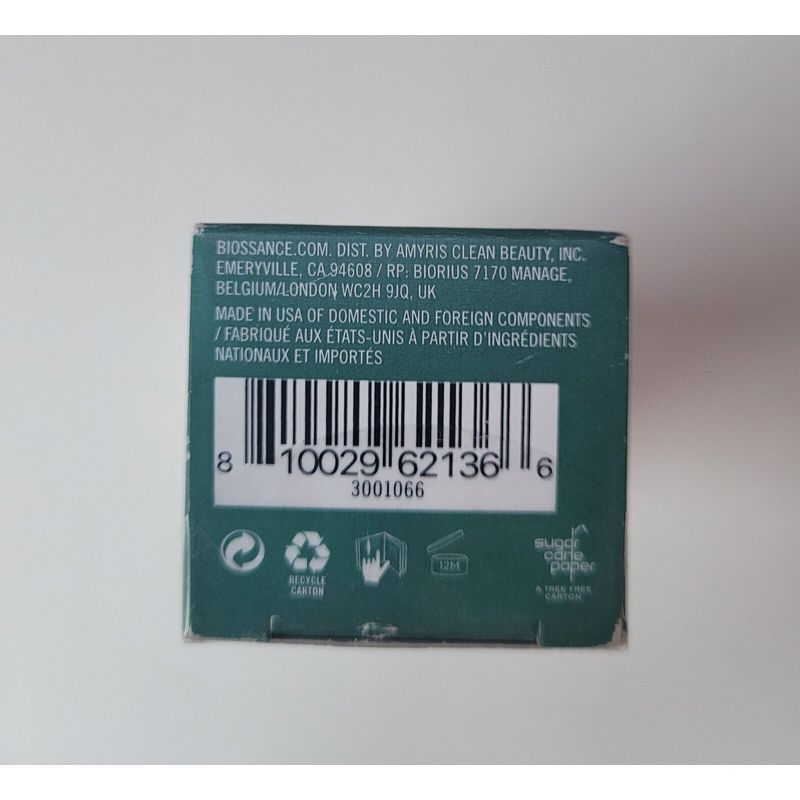 BIOSSANCE.COM. DIST. BY AMYRIS CLEAN BEAUTY, INC.
EMERYVILLE, CA 94608 / RP: BIORIUS 7170 MANAGE,
BELGIUM/LONDON WC2H 9JQ, UK
MADE IN USA OF DOMESTIC AND FOREIGN COMPONENTS
/ FABRIQUÉ AUX ÉTATS-UNIS À PARTIR D'INGRÉDIENTS
NATIONAUX ET IMPORTÉS
8 10029 62136 6
3001066
RECYCLE
CARTON
12M
sugar
cane
paper
A TREE FREE
CARTON